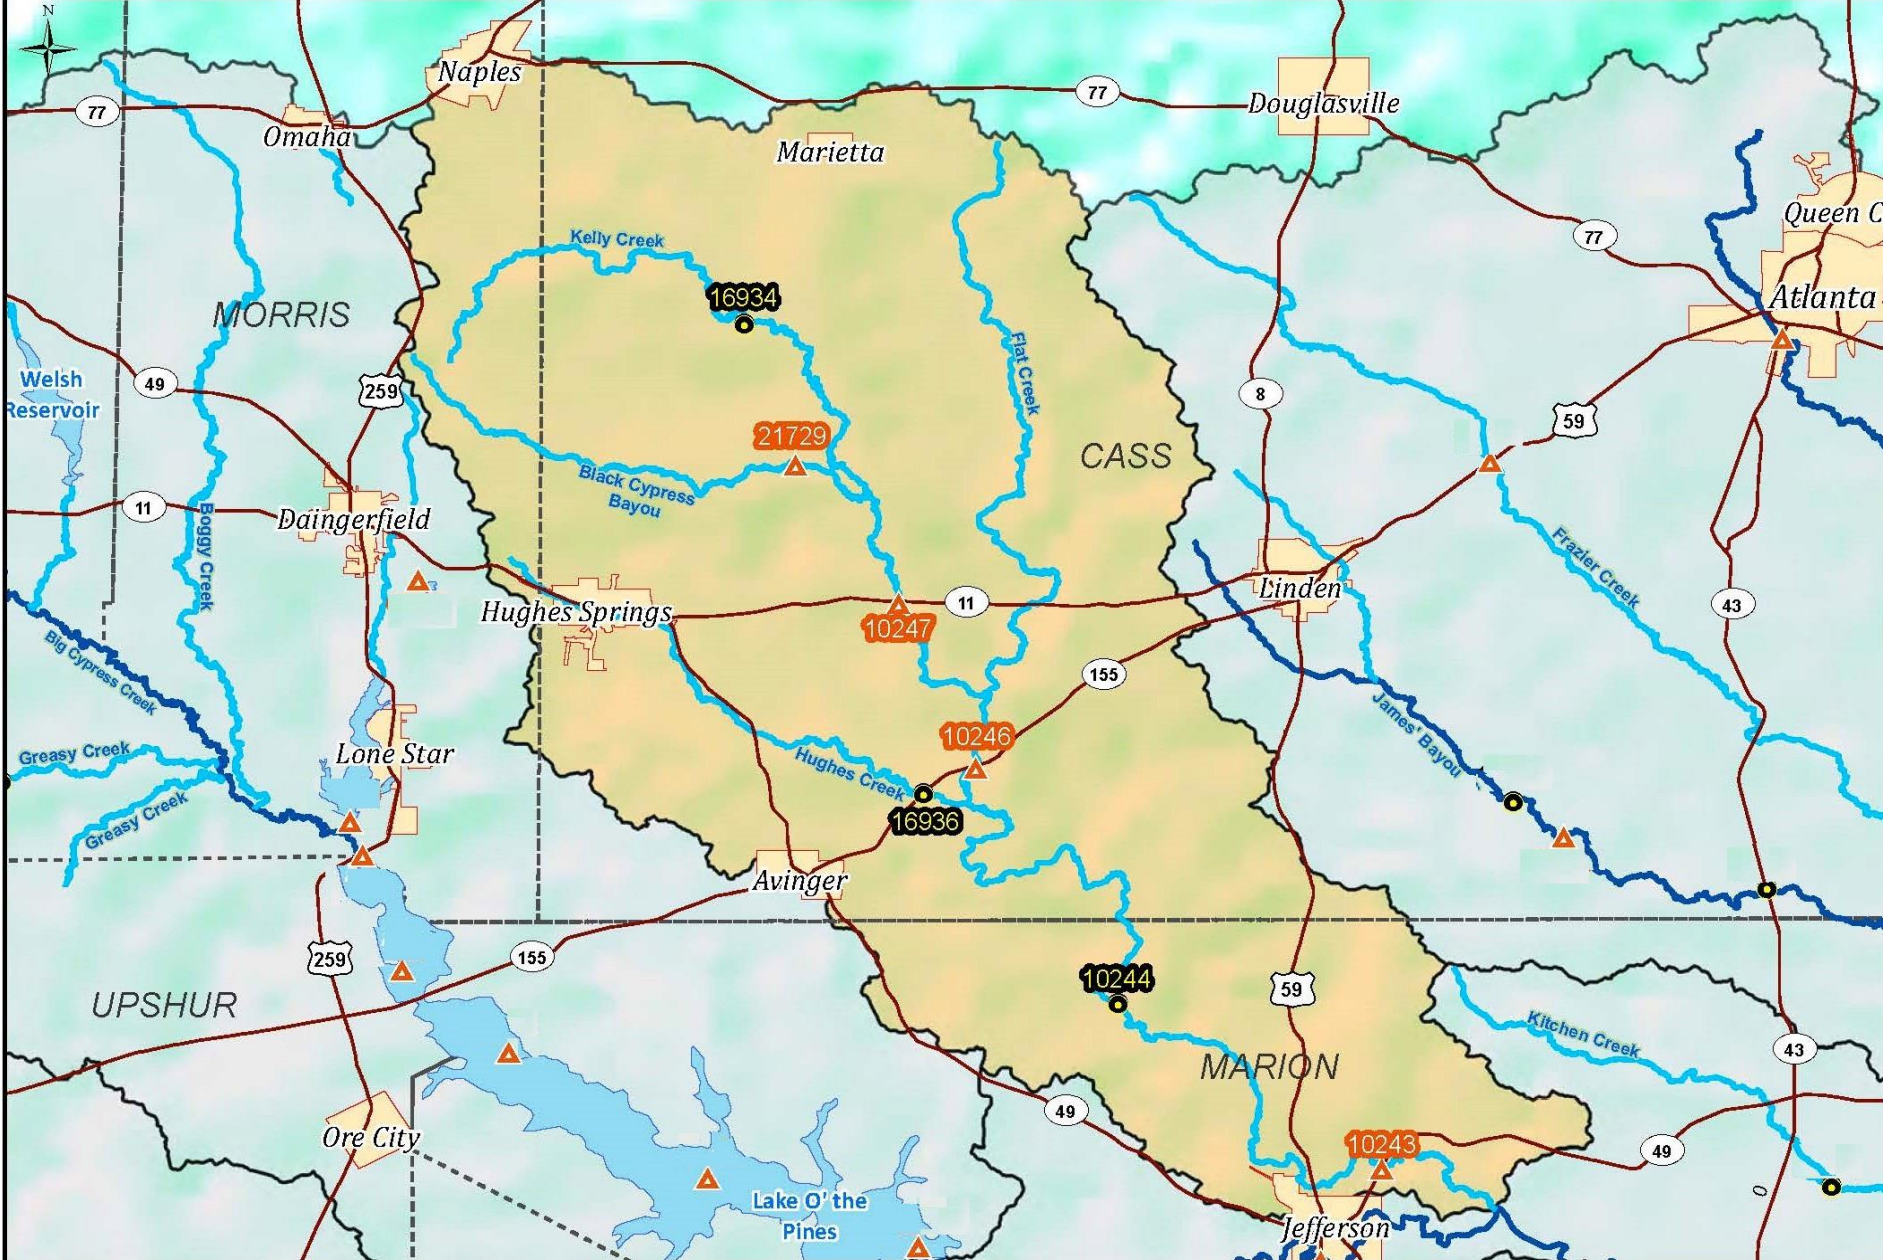 N
Naples
77
77
Douglasville
Omaha
Marietta
Queen C
Kelly Creek
77
16934
Atlanta
MORRIS
Flat Creek
Welsh
Reservoir
49
259
8
59
21729
CASS
Black Cypress
Bayou
11
Daingerfield
Boggy Creek
Frazier Creek
Linden
11
43
Hughes Springs
10247
Big Cypress Creek
155
James' Bayou
10246
Greasy Creek
Lone Star
Hughes Creek
Greasy Creek
16936
Avinger
259
155
10244
59
UPSHUR
Kitchen Creek
43
MARION
49
Ore City
10243
49
Lake O' the
Pines
Jefferson
0